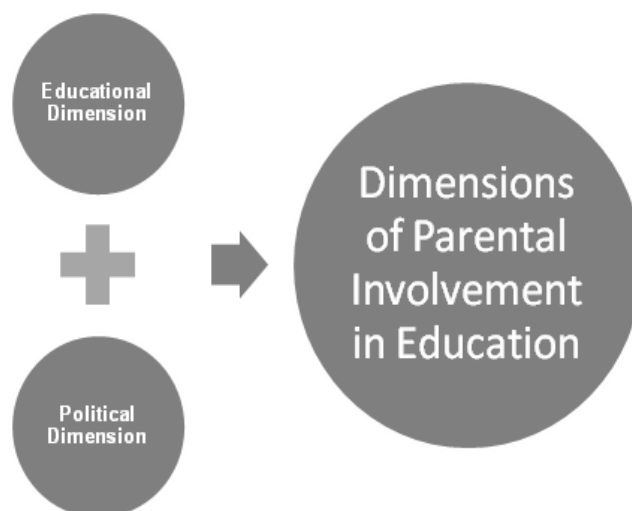 Educational
Dimension
Political
Dimension
Dimensions
of Parental
Involvement
in Education